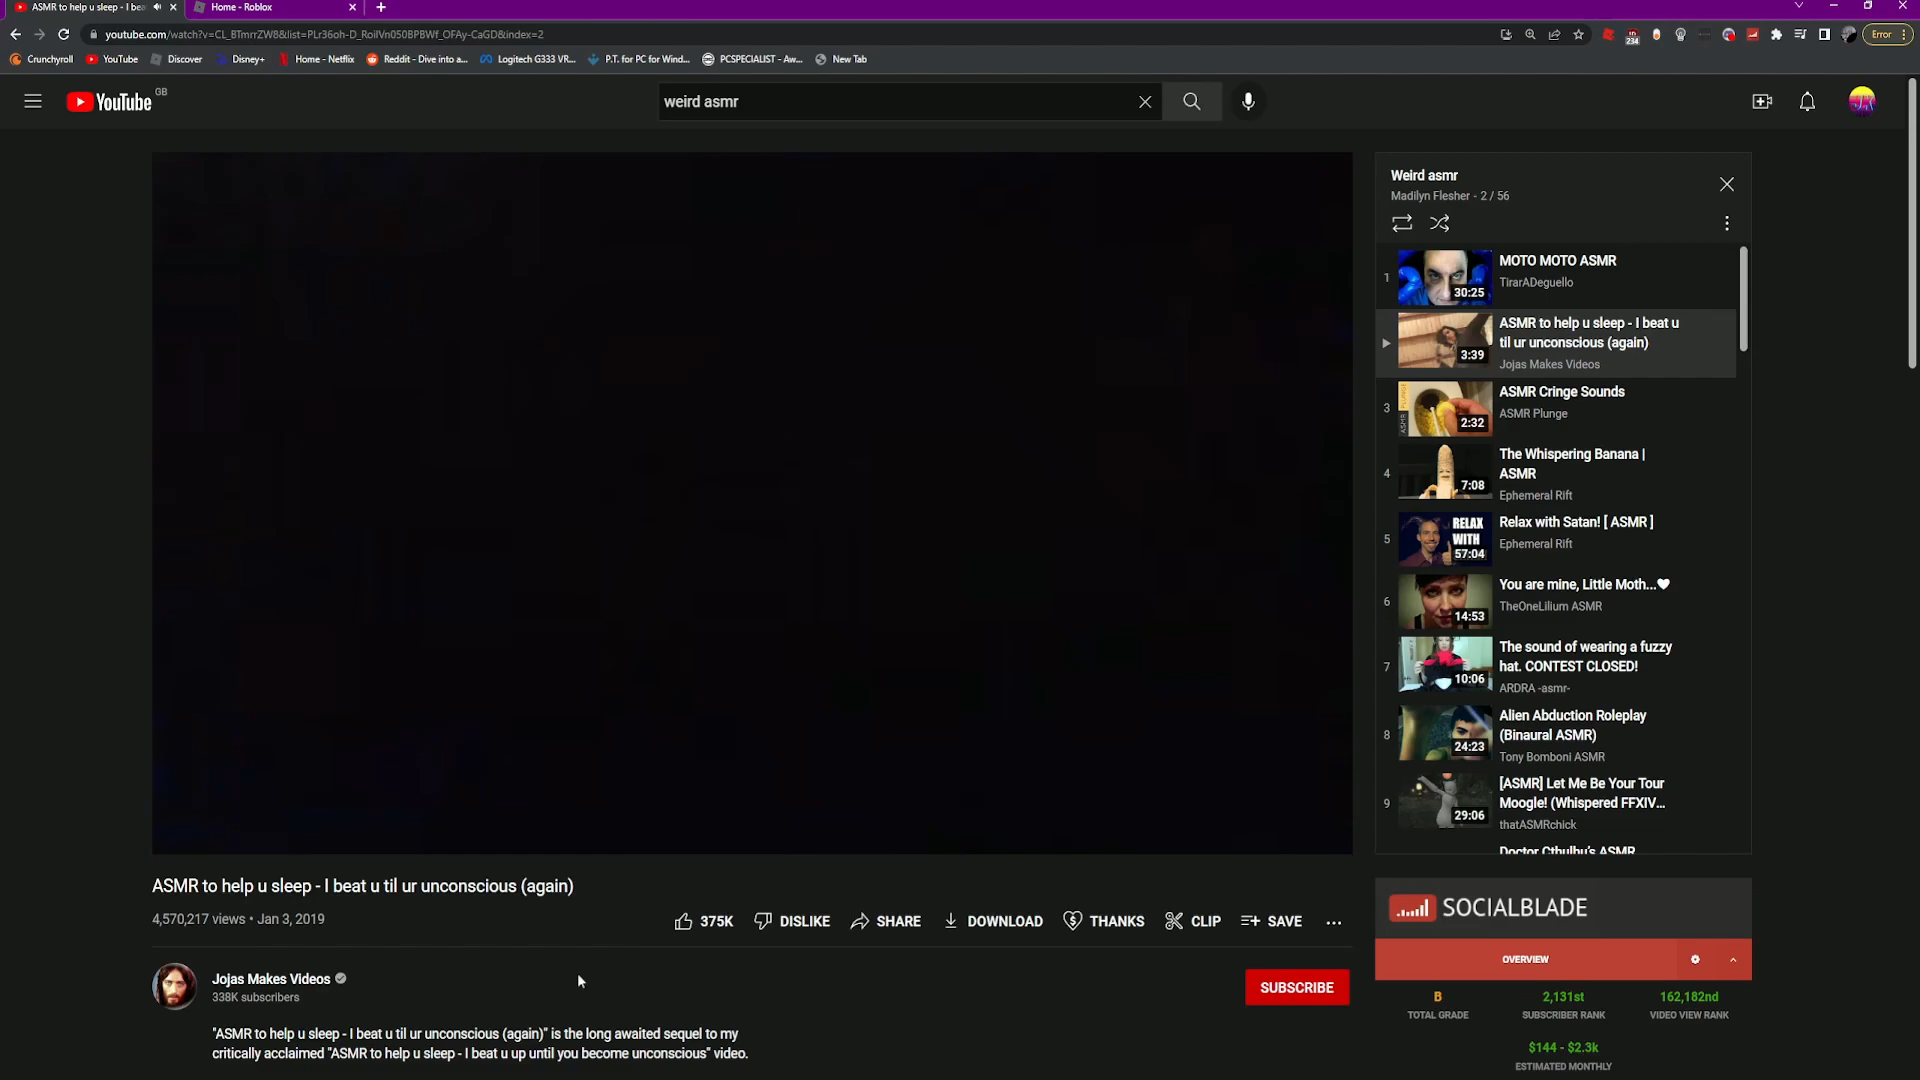 ASMR to help u sleep - I bea
Home - Roblox
youtube.com/watch?v=CL_BTmrrZW8&list=PLr36oh-D_RoilVn050BPBWf_OFAy-CaGD&index=2
234
Error
Crunchyroll
YouTube
Discover
Disney+
Home - Netflix
Reddit - Dive into a...
Logitech G333 VR...
P.T. for PC for Wind...
PCSPECIALIST - Aw...
New Tab
YouTube GB
weird asmr
Weird asmr
Madilyn Flesher - 2 / 56
1
30:25
MOTO MOTO ASMR
TirarADeguello
3:39
ASMR to help u sleep - I beat u
til ur unconscious (again)
Jojas Makes Videos
3
PLUNGE
ASMR
2:32
ASMR Cringe Sounds
ASMR Plunge
4
7:08
The Whispering Banana |
ASMR
Ephemeral Rift
5
RELAX
WITH
57:04
Relax with Satan! [ ASMR ]
Ephemeral Rift
6
14:53
You are mine, Little Moth...🖤
TheOneLilium ASMR
7
10:06
The sound of wearing a fuzzy
hat. CONTEST CLOSED!
ARDRA -asmr-
8
24:23
Alien Abduction Roleplay
(Binaural ASMR)
Tony Bomboni ASMR
9
29:06
[ASMR] Let Me Be Your Tour
Moogle! (Whispered FFXIV...
thatASMRchick
Doctor Cthulhu's ASMR
ASMR to help u sleep - I beat u til ur unconscious (again)
4,570,217 views • Jan 3, 2019
375K
DISLIKE
SHARE
DOWNLOAD
THANKS
CLIP
SAVE
Jojas Makes Videos
338K subscribers
SUBSCRIBE
"ASMR to help u sleep - I beat u til ur unconscious (again)" is the long awaited sequel to my
critically acclaimed "ASMR to help u sleep - I beat u up until you become unconscious" video.
SOCIALBLADE
OVERVIEW
B
TOTAL GRADE
2,131st
SUBSCRIBER RANK
162,182nd
VIDEO VIEW RANK
$144 - $2.3k
ESTIMATED MONTHLY